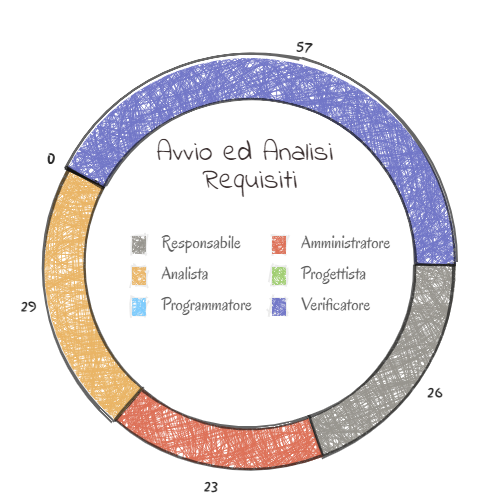 57
Avvio ed Analisi
Requisiti
0
Responsabile
Amministratore
Analista
Progettista
Programmatore
Verificatore
29
26
23